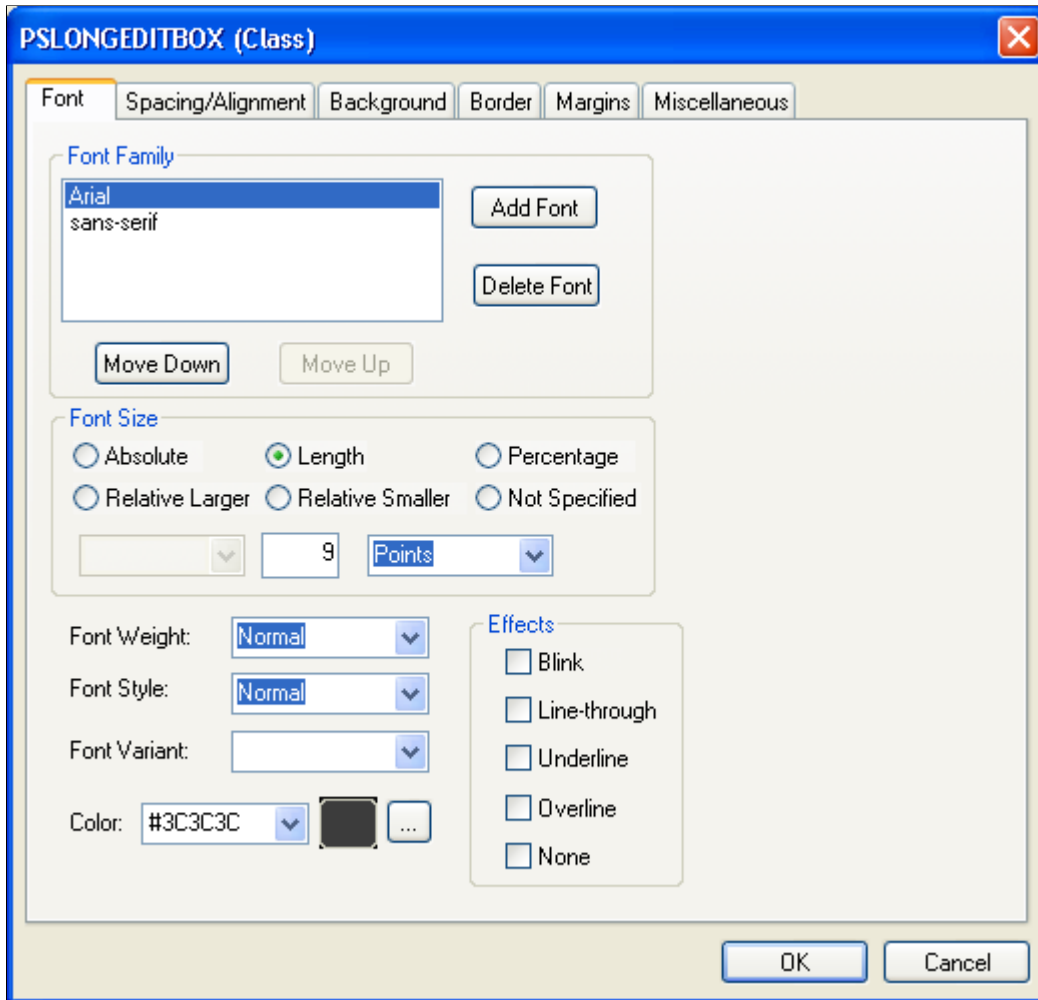 PSLONGEDITBOX (Class)
Font Spacing/Alignment Background Border Margins Miscellaneous
Font Family
Arial
sans-serif
Add Font
Delete Font
Move Down Move Up
Font Size
Absolute Length Percentage
Relative Larger Relative Smaller Not Specified
9 Points
Font Weight: Normal
Font Style: Normal
Font Variant:
Color: #3C3C3C ...
Effects
Blink
Line-through
Underline
Overline
None
OK Cancel